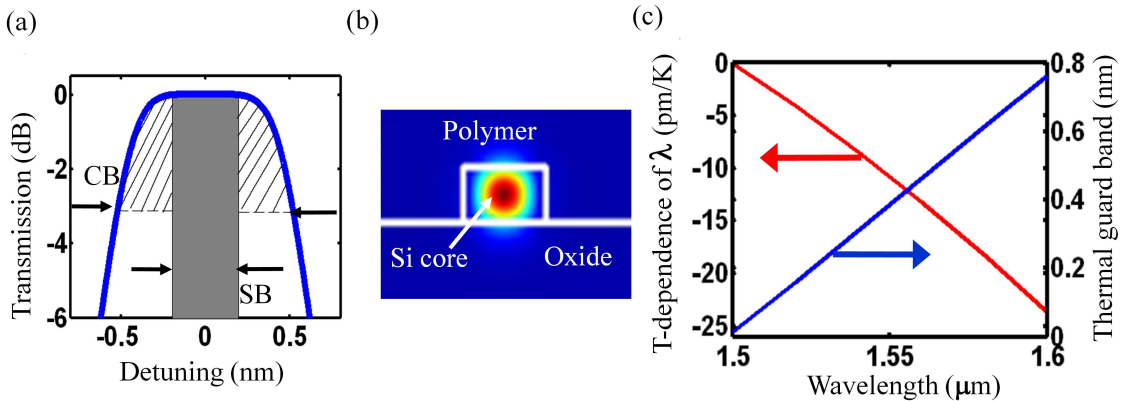 (a)
Transmission (dB)
0
-2
-4
-6
CB
SB
-0.5
0
0.5
Detuning (nm)
(b)
Polymer
Si core
Oxide
(c)
T-dependence of λ (pm/K)
0
-5
-10
-15
-20
-25
0.8
0.6
0.4
0.2
0
Thermal guard band (nm)
1.5
1.55
1.6
Wavelength (μm)